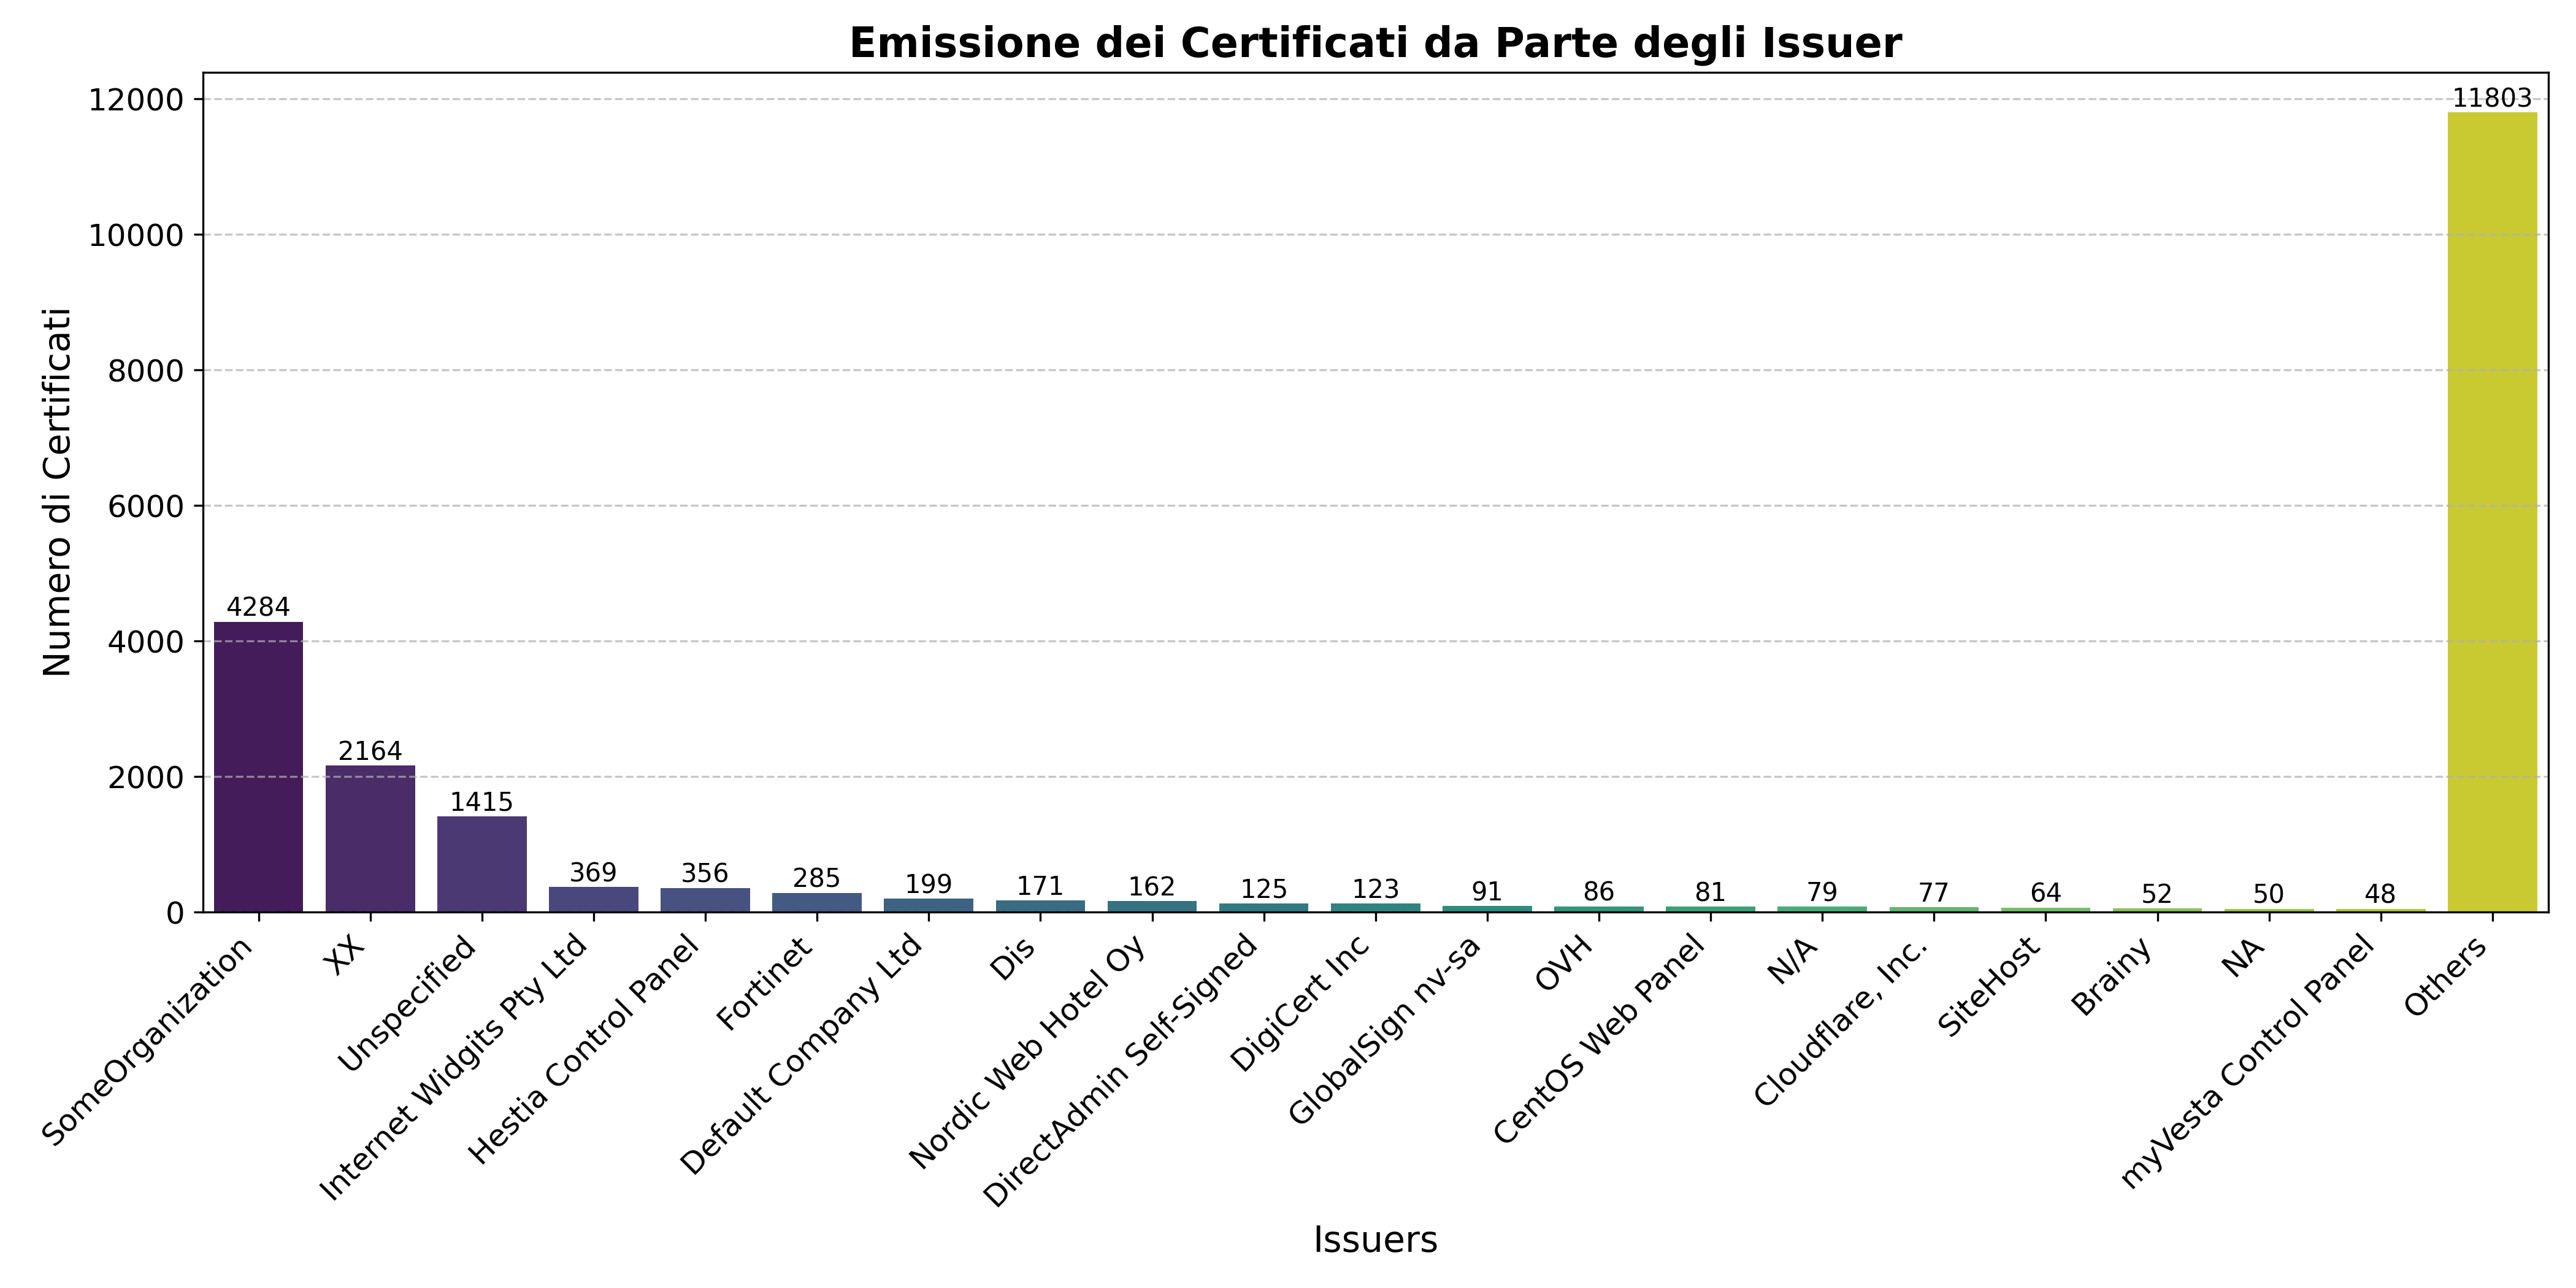 Emissione dei Certificati da Parte degli Issuer
Numero di Certificati
12000
10000
8000
6000
4000
2000
0
4284
2164
1415
369
356
285
199
171
162
125
123
91
86
81
79
77
64
52
50
48
11803
SomeOrganization
XX
Unspecified
Internet Widgits Pty Ltd
Hestia Control Panel
Fortinet
Default Company Ltd
Dis
Nordic Web Hotel Oy
DirectAdmin Self-Signed
DigiCert Inc
GlobalSign nv-sa
OVH
CentOS Web Panel
N/A
Cloudflare, Inc.
SiteHost
Brainy
NA
myVesta Control Panel
Others
Issuers